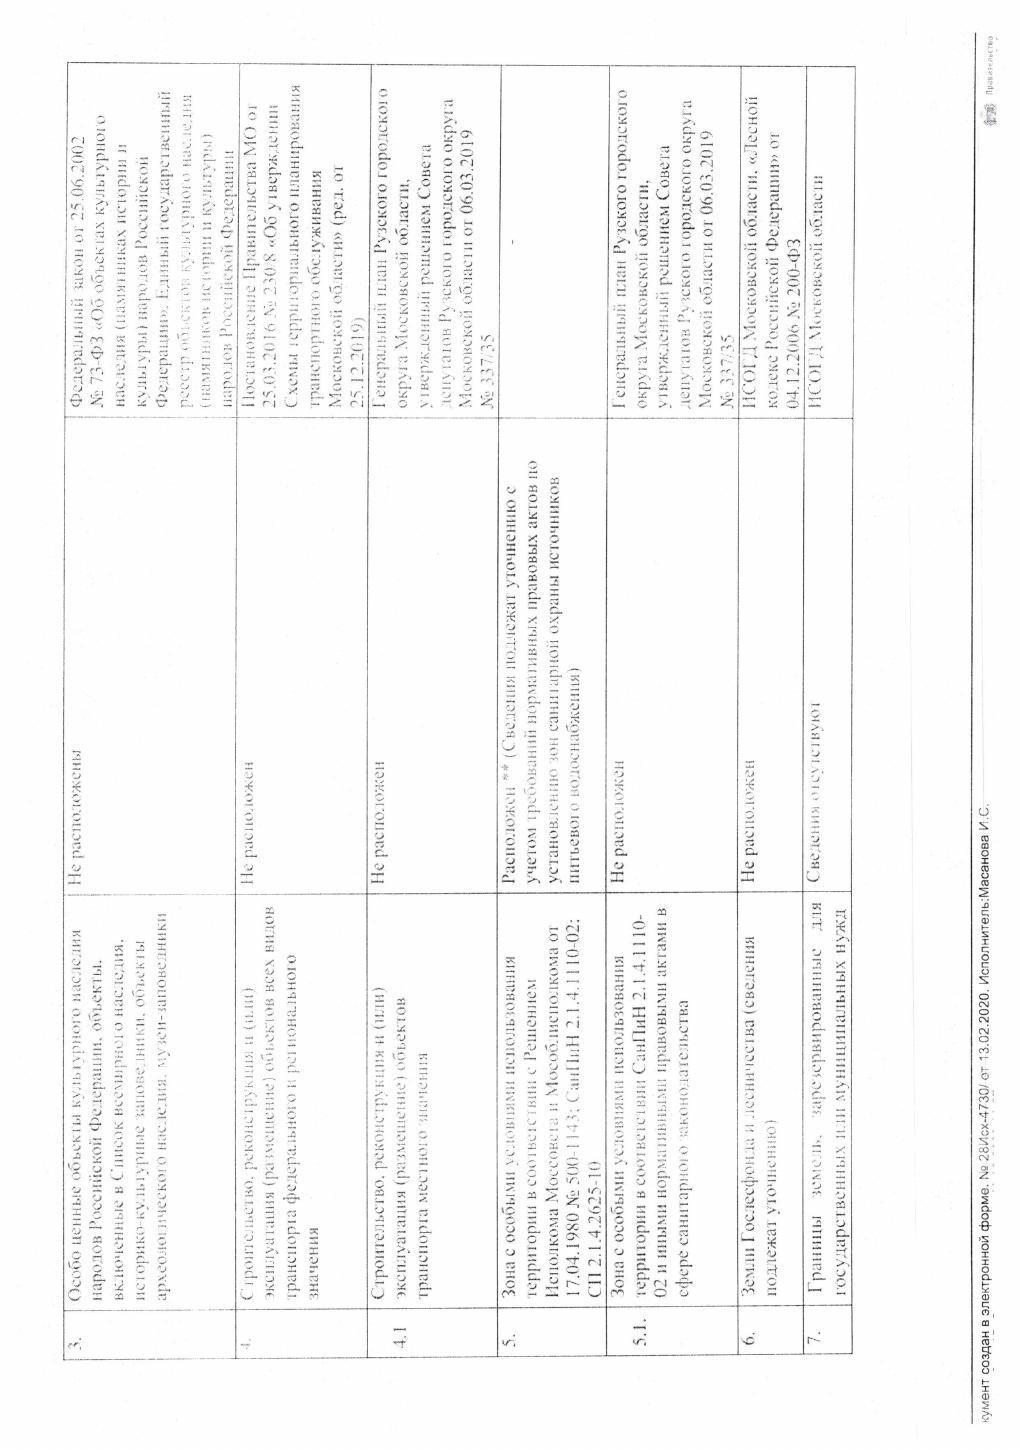 3.
Особо ценные объекты культурного наследия
народов Российской Федерации, объекты,
включенные в Список всемирного наследия,
историко-культурные заповедники, объекты
археологического наследия, музеи-заповедники
Не расположены
Федеральный закон от 25.06.2002
№ 73-ФЗ «Об объектах культурного
наследия (памятниках истории и
культуры) народов Российской
Федерации», Единый государственный
реестр объектов культурного наследия
(памятников истории и культуры)
народов Российской Федерации
4.
Строительство, реконструкция и (или)
эксплуатация (размещение) объектов всех видов
транспорта федерального и регионального
значения
Не расположен
Постановление Правительства МО от
25.03.2016 № 230/8 «Об утверждении
Схемы территориального планирования
транспортного обслуживания
Московской области» (ред. от
25.12.2019)
4.1
Строительство, реконструкция и (или)
эксплуатация (размещение) объектов
транспорта местного значения
Не расположен
Генеральный план Рузского городского
округа Московской области,
утвержденный решением Совета
депутатов Рузского городского округа
Московской области от 06.03.2019
№ 337/35
5.
Зона с особыми условиями использования
территории в соответствии с Решением
Исполкома Моссовета и Мособлисполкома от
17.04.1980 № 500-1143; СанПиН 2.1.4.1110-02;
СП 2.1.4.2625-10
Расположен ** (Сведения подлежат уточнению с
учетом требований нормативных правовых актов по
установлению зон санитарной охраны источников
питьевого водоснабжения)
-
5.1.
Зона с особыми условиями использования
территории в соответствии СанПиН 2.1.4.1110-
02 и иными нормативными правовыми актами в
сфере санитарного законодательства
Не расположен
Генеральный план Рузского городского
округа Московской области,
утвержденный решением Совета
депутатов Рузского городского округа
Московской области от 06.03.2019
№ 337/35
6.
Земли Гослесфонда и лесничества (сведения
подлежат уточнению)
Не расположен
ИСОГД Московской области, «Лесной
кодекс Российской Федерации» от
04.12.2006 № 200-ФЗ
7.
Границы земель, зарезервированные для
государственных или муниципальных нужд
Сведения отсутствуют
ИСОГД Московской области
кумент создан в электронной форме. № 28Исх-4730/ от 13.02.2020. Исполнитель:Масанова И.С.
Правительство